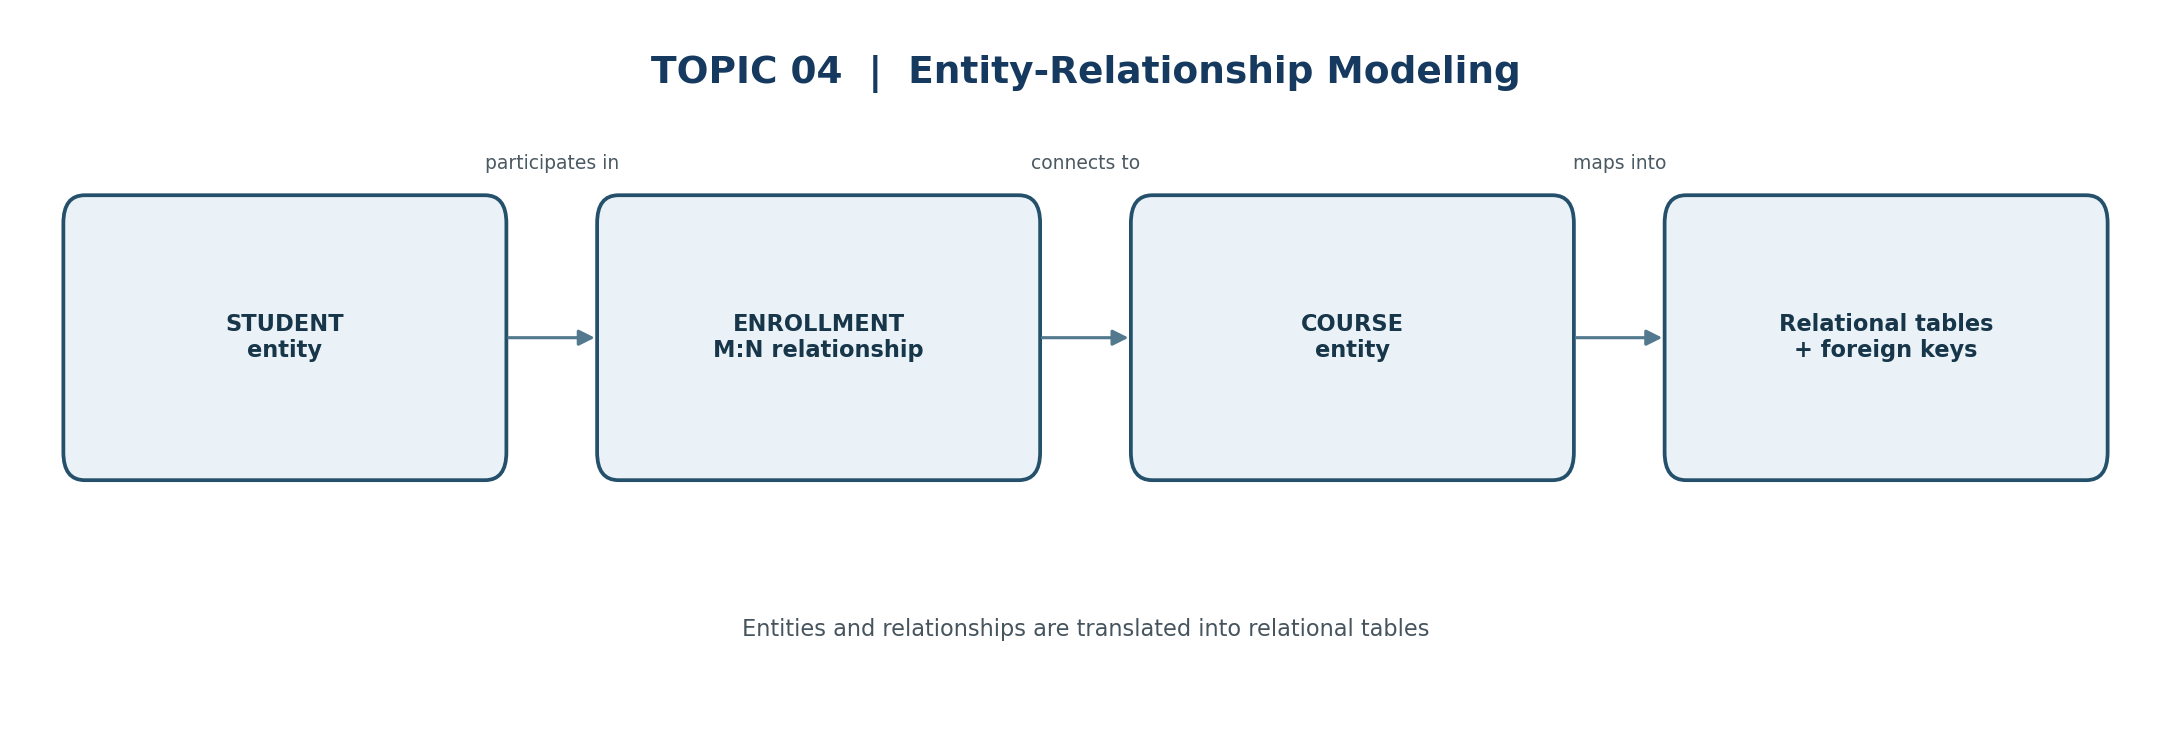 TOPIC 04 | Entity-Relationship Modeling
participates in
connects to
maps into
STUDENT
entity
ENROLLMENT
M:N relationship
COURSE
entity
Relational tables
+ foreign keys
Entities and relationships are translated into relational tables